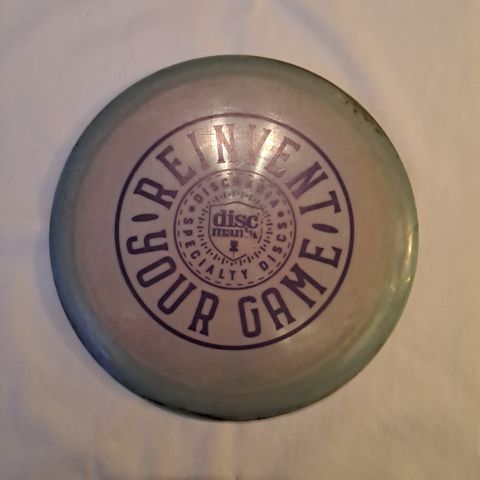 REINVENT
YOUR GAME
DISCMANIA
SPECIALTY DISCS
disc
mania